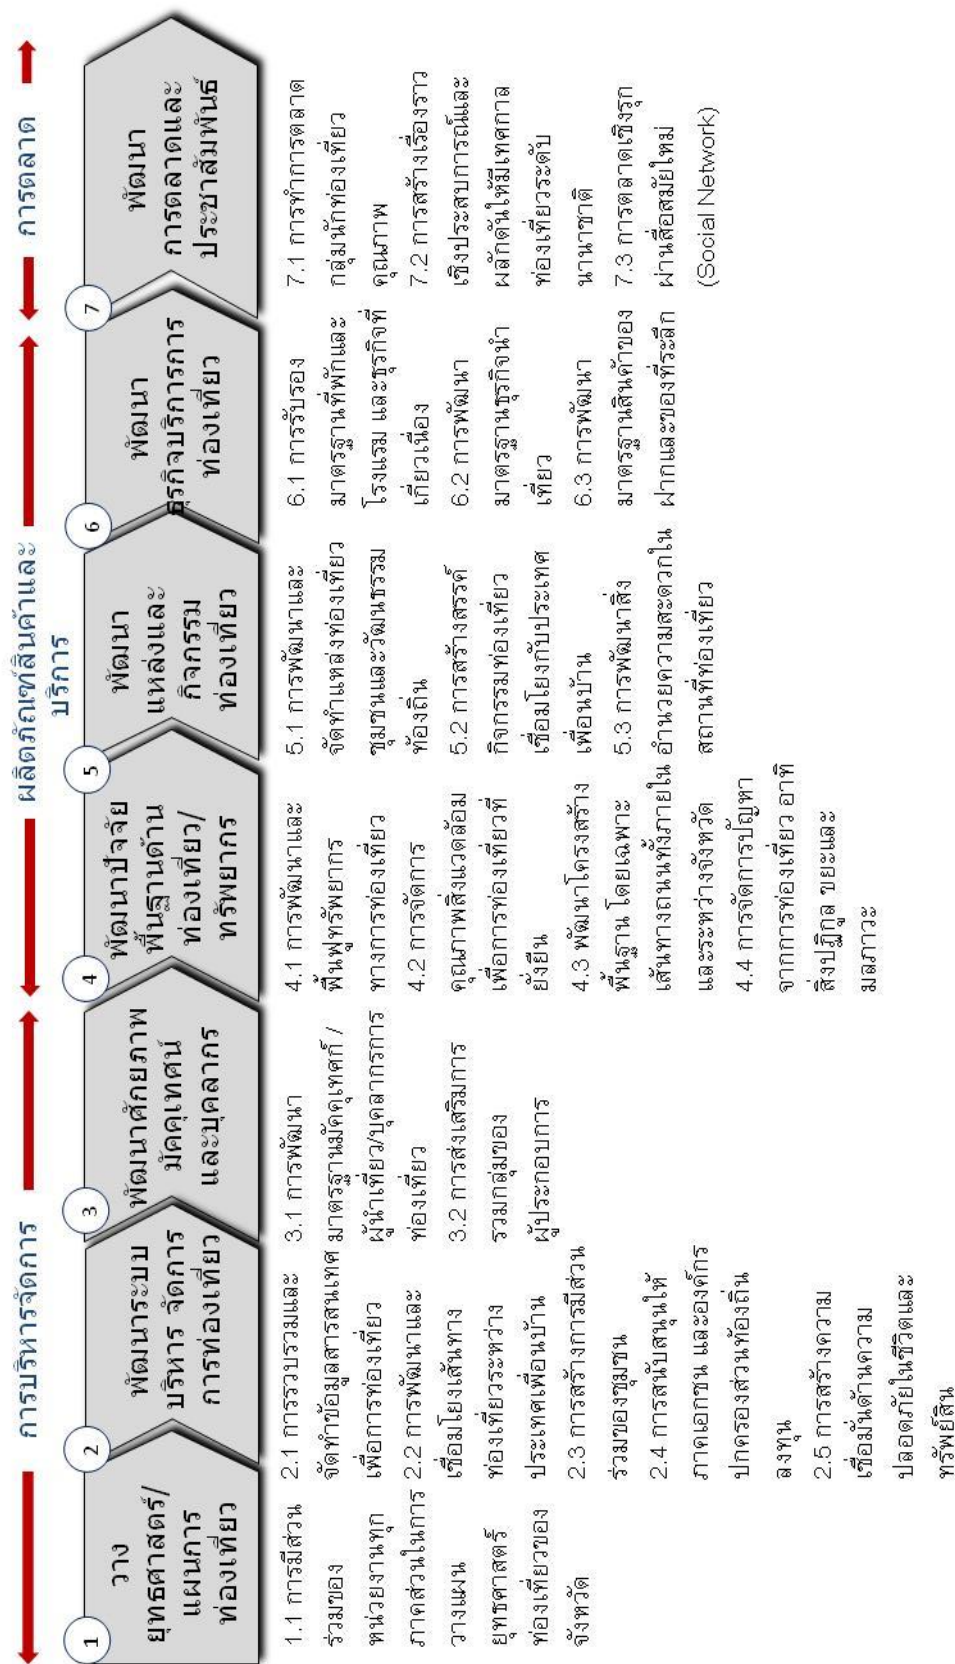 การบริหารจัดการ
ผลิตภัณฑ์สินค้าและ
บริการ
การตลาด
1
วาง
ยุทธศาสตร์/
แผนการ
ท่องเที่ยว
2
พัฒนาระบบ
บริหาร จัดการ
การท่องเที่ยว
3
พัฒนาศักยภาพ
มัคคุเทศน์
และบุคลากร
4
พัฒนาปัจจัย
พื้นฐานด้าน
ท่องเที่ยว/
ทรัพยากร
5
พัฒนา
แหล่งและ
กิจกรรม
ท่องเที่ยว
6
พัฒนา
ธุรกิจบริการการ
ท่องเที่ยว
7
พัฒนา
การตลาดและ
ประชาสัมพันธ์
1.1 การมีส่วน
ร่วมของ
หน่วยงานทุก
ภาคส่วนในการ
วางแผน
ยุทธศาสตร์
ท่องเที่ยวของ
จังหวัด
2.1 การรวบรวมและ
จัดทำข้อมูลสารสนเทศ
เพื่อการท่องเที่ยว
2.2 การพัฒนาและ
เชื่อมโยงเส้นทาง
ท่องเที่ยวระหว่าง
ประเทศเพื่อนบ้าน
2.3 การสร้างการมีส่วน
ร่วมของชุมชน
2.4 การสนับสนุนให้
ภาคเอกชน และองค์กร
ปกครองส่วนท้องถิ่น
ลงทุน
2.5 การสร้างความ
เชื่อมั่นด้านความ
ปลอดภัยในชีวิตและ
ทรัพย์สิน
3.1 การพัฒนา
มาตรฐานมัคคุเทศก์ /
ผู้นำเที่ยว/บุคลากรการ
ท่องเที่ยว
3.2 การส่งเสริมการ
รวมกลุ่มของ
ผู้ประกอบการ
4.1 การพัฒนาและ
ฟื้นฟูทรัพยากร
ทางการท่องเที่ยว
4.2 การจัดการ
คุณภาพสิ่งแวดล้อม
เพื่อการท่องเที่ยวที่
ยั่งยืน
4.3 พัฒนาโครงสร้าง
พื้นฐาน โดยเฉพาะ
เส้นทางถนนทั้งภายใน
และระหว่างจังหวัด
4.4 การจัดการปัญหา
จากการท่องเที่ยว อาทิ
สิ่งปฏิกูล ขยะและ
มลภาวะ
5.1 การพัฒนาและ
จัดทำแหล่งท่องเที่ยว
ชุมชนและวัฒนธรรม
ท้องถิ่น
5.2 การสร้างสรรค์
กิจกรรมท่องเที่ยว
เชื่อมโยงกับประเทศ
เพื่อนบ้าน
5.3 การพัฒนาสิ่ง
อำนวยความสะดวกใน
สถานที่ท่องเที่ยว
6.1 การรับรอง
มาตรฐานที่พักและ
โรงแรม และธุรกิจที่
เกี่ยวเนื่อง
6.2 การพัฒนา
มาตรฐานธุรกิจนำ
เที่ยว
6.3 การพัฒนา
มาตรฐานสินค้าของ
ฝากและของที่ระลึก
7.1 การทำการตลาด
กลุ่มนักท่องเที่ยว
คุณภาพ
7.2 การสร้างเรื่องราว
เชิงประสบการณ์และ
ผลักดันให้มีเทศกาล
ท่องเที่ยวระดับ
นานาชาติ
7.3 การตลาดเชิงรุก
ผ่านสื่อสมัยใหม่
(Social Network)